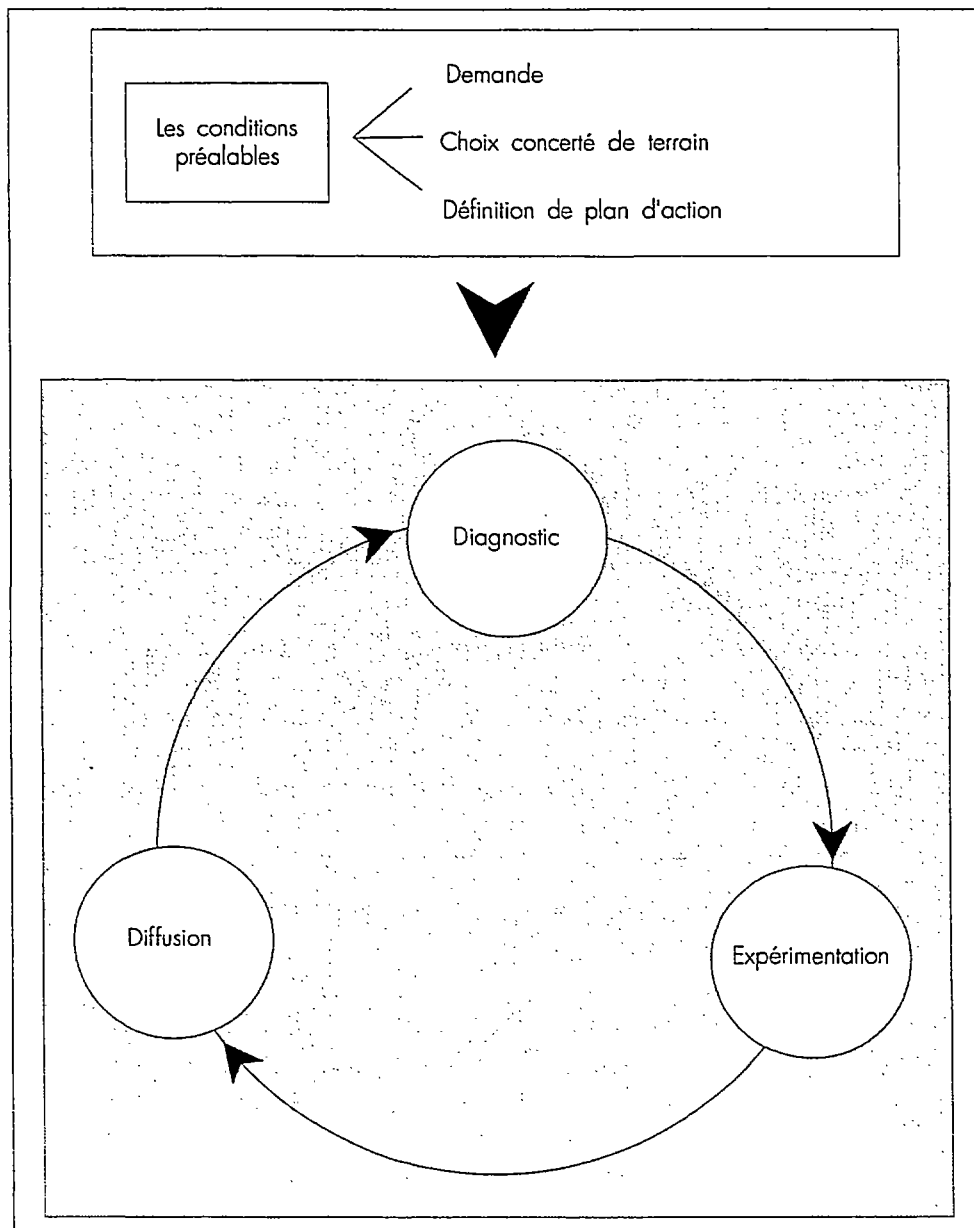 Les conditions
préalables
Demande
Choix concerté de terrain
Définition de plan d'action
Diagnostic
Diffusion
Expérimentation